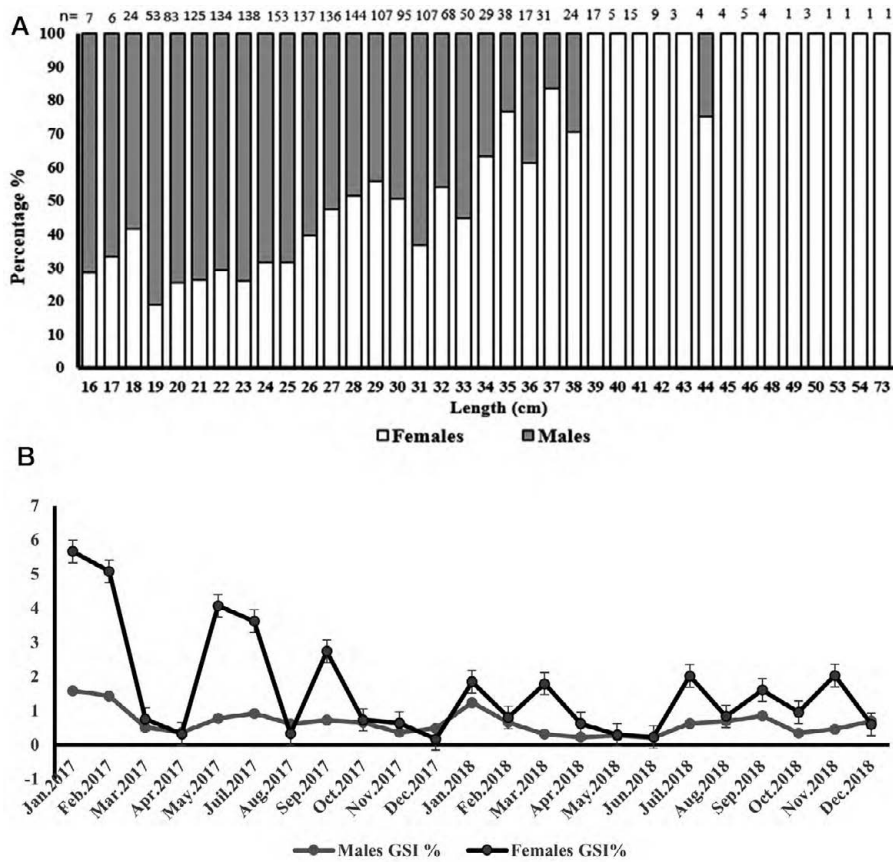 A
n= 7 6 24 53 83 125 134 138 153 137 136 144 107 95 107 68 50 29 38 17 31 24 17 5 15 9 3 4 4 5 4 1 3 1 1 1 1
100
90
80
70
60
50
40
30
20
10
0
Percentage %
16 17 18 19 20 21 22 23 24 25 26 27 28 29 30 31 32 33 34 35 36 37 38 39 40 41 42 43 44 45 46 48 49 50 53 54 73
Length (cm)
Females Males
B
7
6
5
4
3
2
1
0
-1
Jan.2017 Feb.2017 Mar.2017 Apr.2017 May.2017 Juil.2017 Aug.2017 Sep.2017 Oct.2017 Nov.2017 Dec.2017 Jan.2018 Feb.2018 Mar.2018 Apr.2018 May.2018 Jun.2018 Juil.2018 Aug.2018 Sep.2018 Oct.2018 Nov.2018 Dec.2018
Males GSI % Females GSI%